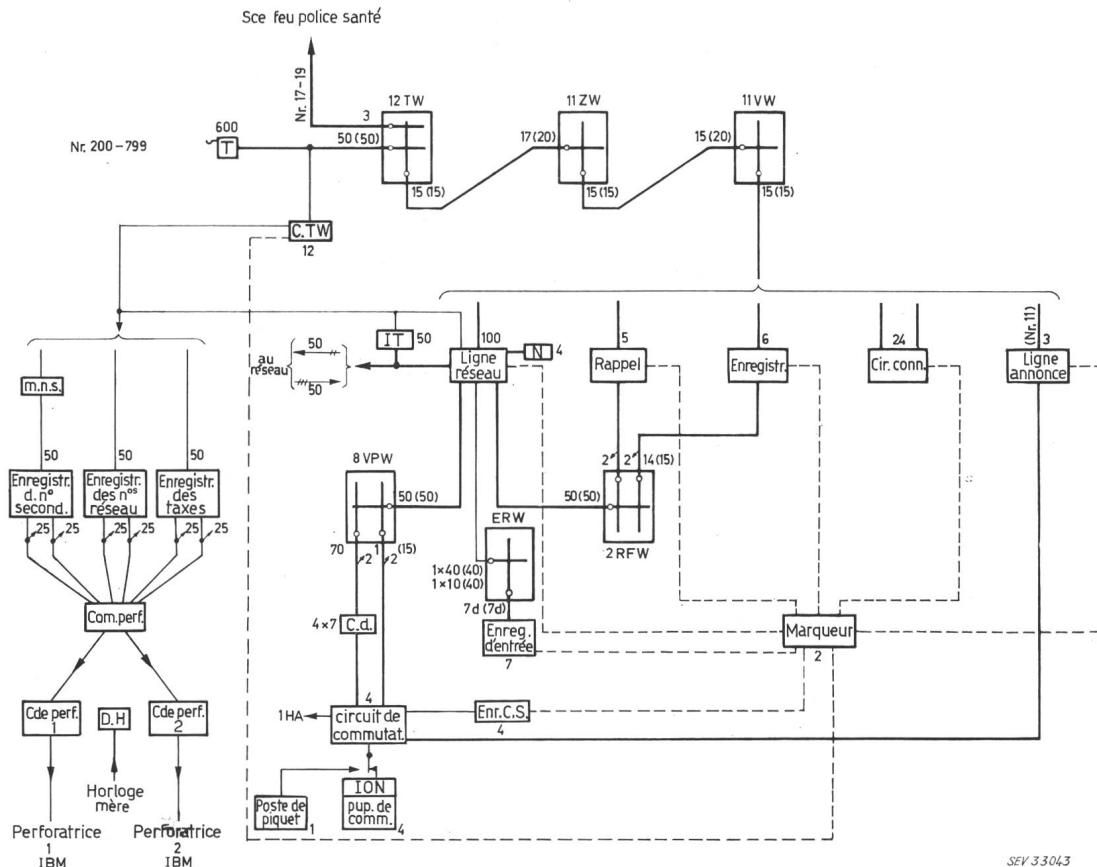 Sce feu police santé
Nr. 17-19
12 TW
11 ZW
11 VW
600
3
Nr. 200-799
T
50 (50)
17 (20)
15 (20)
15 (15)
15 (15)
15 (15)
C.TW
12
IT
50
100
5
6
24
(Nr. 11)
3
au réseau
50
50
Ligne réseau
N
4
Rappel
Enregistr.
Cir. conn.
Ligne annonce
m.n.s.
50
50
50
8 VPW
2
2
14 (15)
Enregistr. d. nº second.
Enregistr. des nºs réseau
Enregistr. des taxes
50 (50)
50 (50)
ERW
2 RFW
25
25
25
25
25
25
70
1
(15)
2
2
1×40 (40)
1×10 (40)
7d (7d)
Com. perf.
4×7
C.d.
Enreg. d'entrée
7
Marqueur
2
4
Cde perf. 1
D.H
Cde perf. 2
1 HA
circuit de commutat.
Enr. C.S.
4
Horloge mère
Poste de piquet
1
ION
pup. de comm.
4
Perforatrice
1
IBM
Perforatrice
2
IBM
SEV 33043